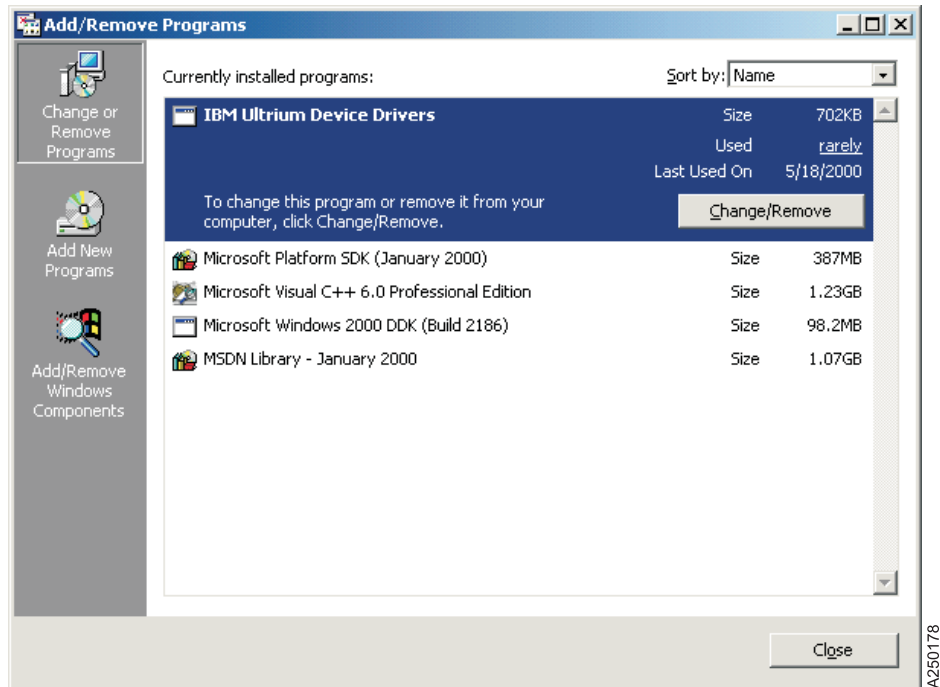 Add/Remove Programs
Change or
Remove
Programs
Add New
Programs
Add/Remove
Windows
Components
Currently installed programs:
Sort by: Name
IBM Ultrium Device Drivers Size 702KB
Used rarely
Last Used On 5/18/2000
To change this program or remove it from your
computer, click Change/Remove.
Change/Remove
Microsoft Platform SDK (January 2000) Size 387MB
Microsoft Visual C++ 6.0 Professional Edition Size 1.23GB
Microsoft Windows 2000 DDK (Build 2186) Size 98.2MB
MSDN Library - January 2000 Size 1.07GB
Close
A250178